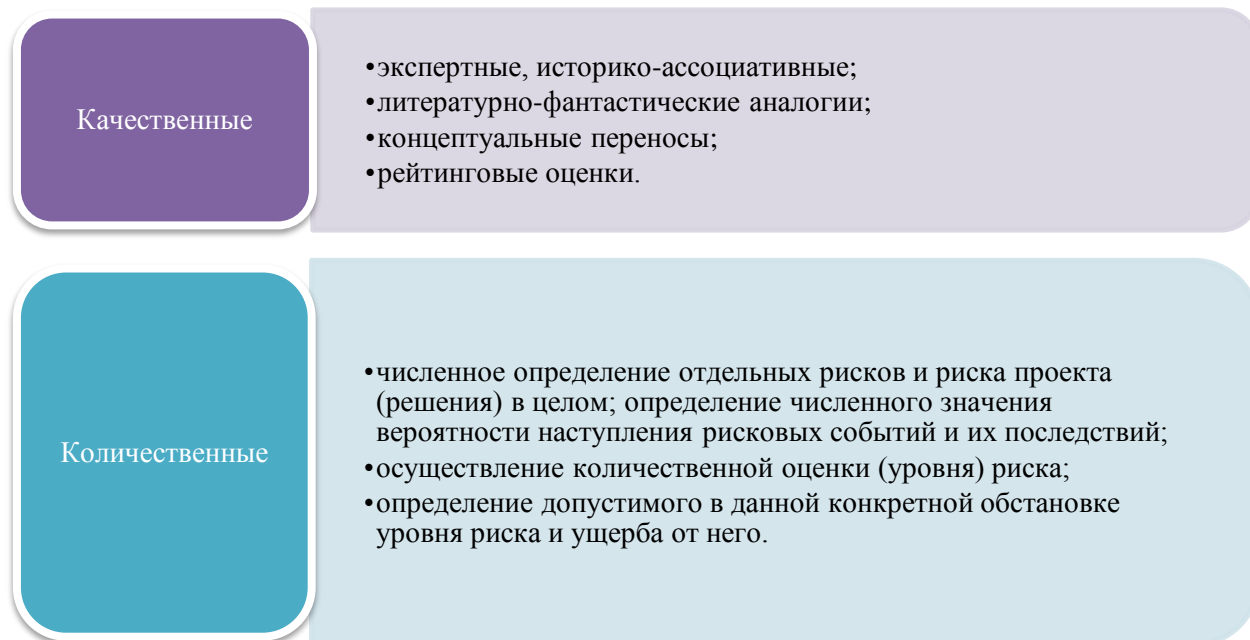 Качественные
•экспертные, историко-ассоциативные;
•литературно-фантастические аналогии;
•концептуальные переносы;
•рейтинговые оценки.
Количественные
•численное определение отдельных рисков и риска проекта
(решения) в целом; определение численного значения
вероятности наступления рисковых событий и их последствий;
•осуществление количественной оценки (уровня) риска;
•определение допустимого в данной конкретной обстановке
уровня риска и ущерба от него.